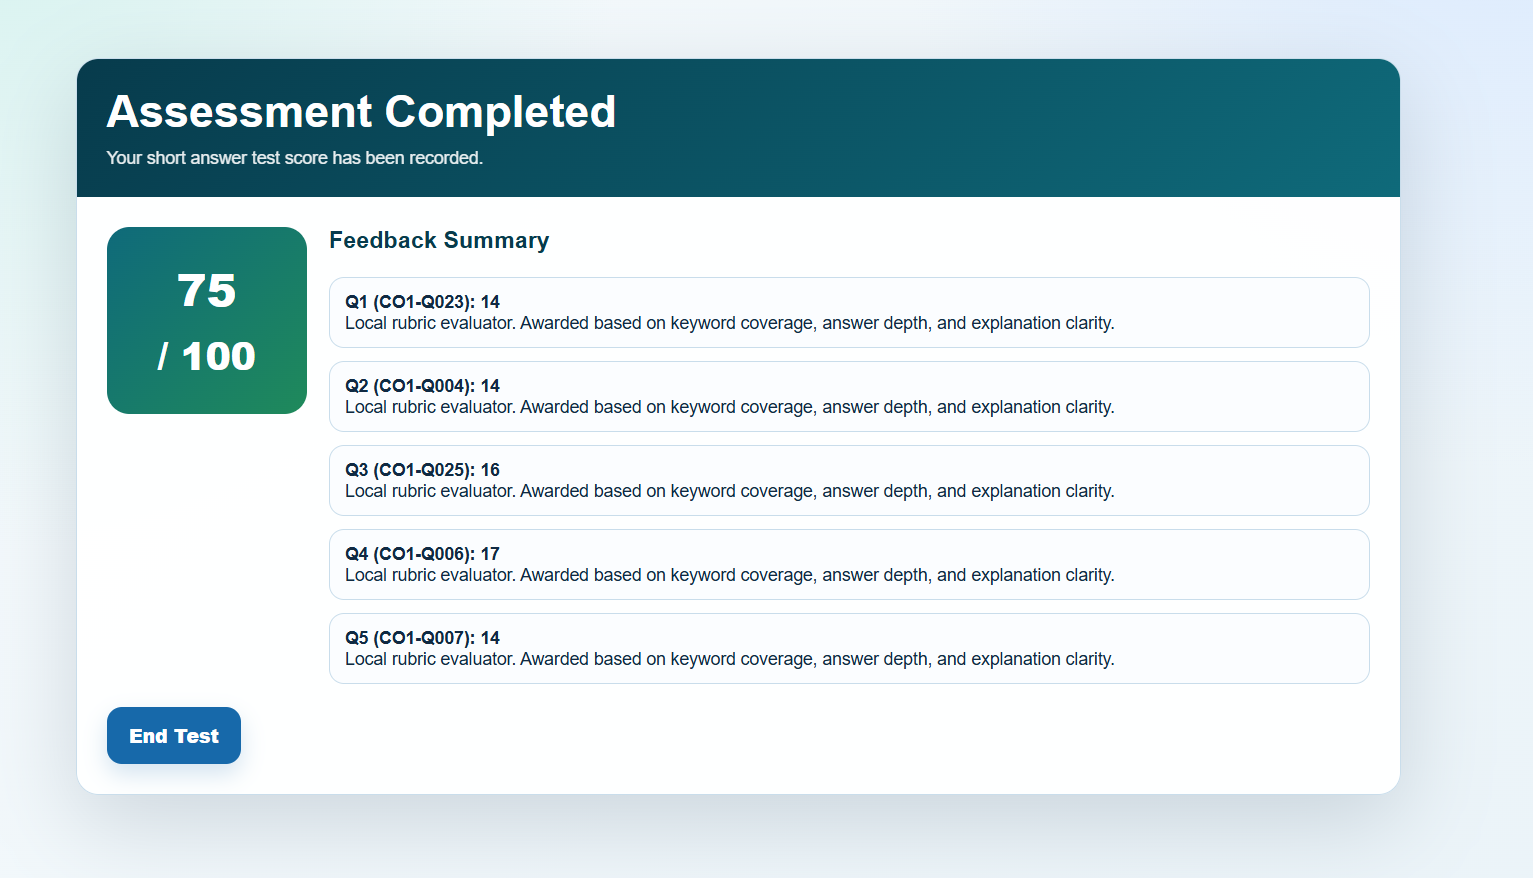 Assessment Completed
Your short answer test score has been recorded.
75
/ 100
Feedback Summary
Q1 (CO1-Q023): 14
Local rubric evaluator. Awarded based on keyword coverage, answer depth, and explanation clarity.
Q2 (CO1-Q004): 14
Local rubric evaluator. Awarded based on keyword coverage, answer depth, and explanation clarity.
Q3 (CO1-Q025): 16
Local rubric evaluator. Awarded based on keyword coverage, answer depth, and explanation clarity.
Q4 (CO1-Q006): 17
Local rubric evaluator. Awarded based on keyword coverage, answer depth, and explanation clarity.
Q5 (CO1-Q007): 14
Local rubric evaluator. Awarded based on keyword coverage, answer depth, and explanation clarity.
End Test